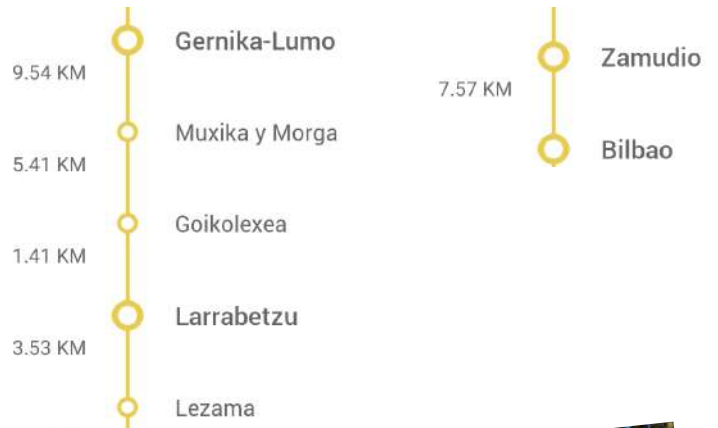 Gernika-Lumo
9.54 KM
Muxika y Morga
5.41 KM
Goikolexea
1.41 KM
Larrabetzu
3.53 KM
Lezama
Zamudio
7.57 KM
Bilbao